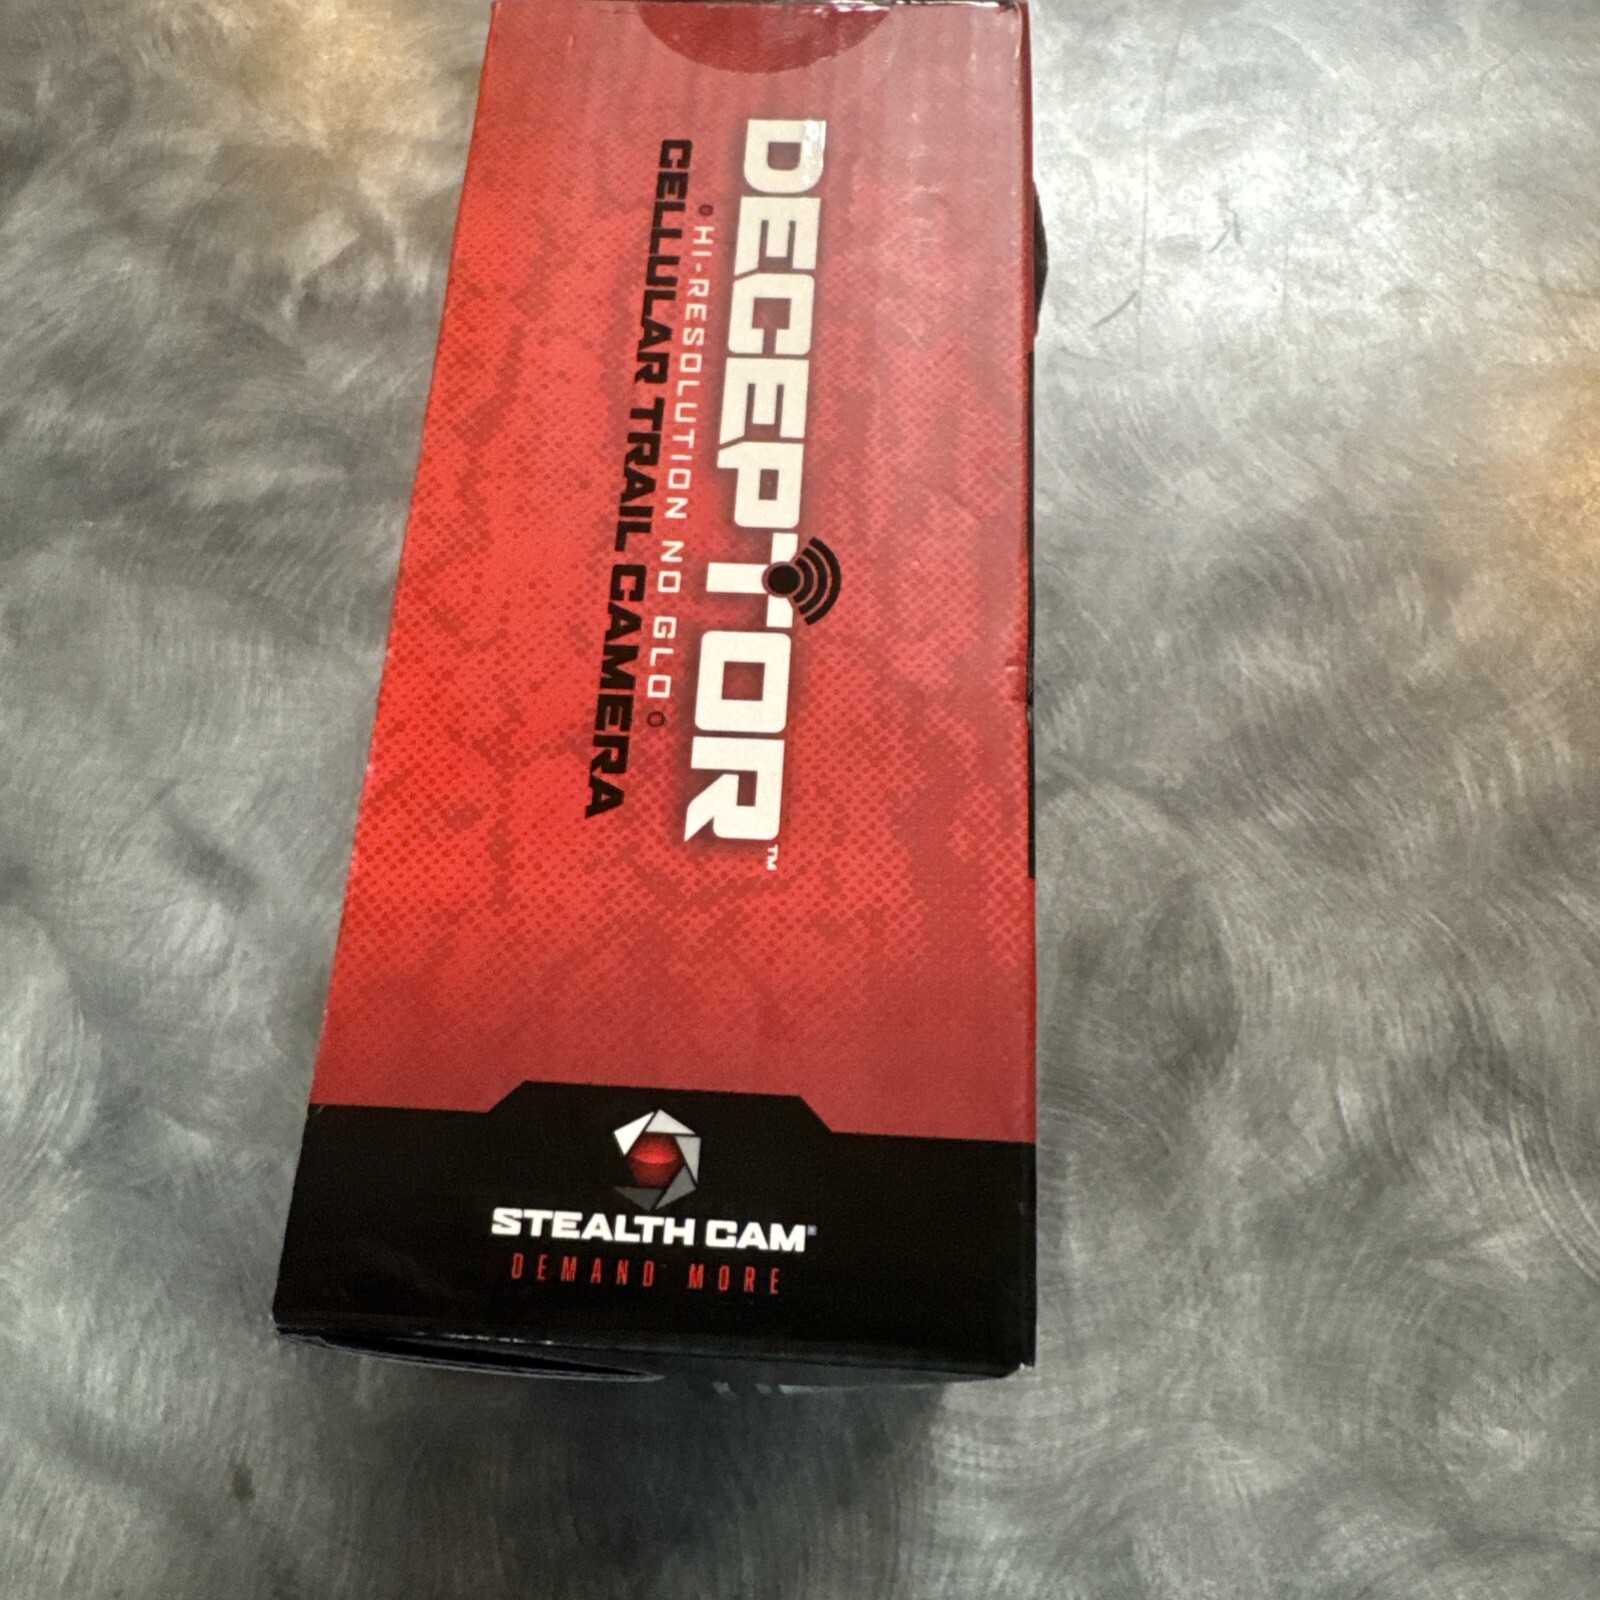 DECEPTOR™
HI-RESOLUTION NO GLO
CELLULAR TRAIL CAMERA
STEALTH CAM®
DEMAND MORE